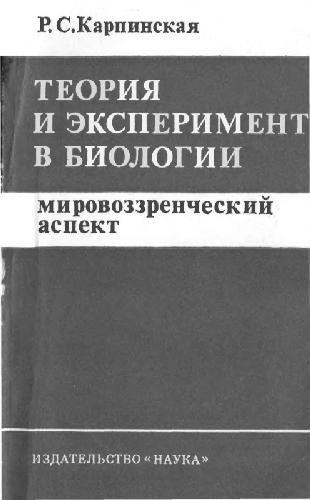 Р. С. Карпинская
ТЕОРИЯ
И ЭКСПЕРИМЕНТ
В БИОЛОГИИ
мировоззренческий
аспект
ИЗДАТЕЛЬСТВО «НАУКА»